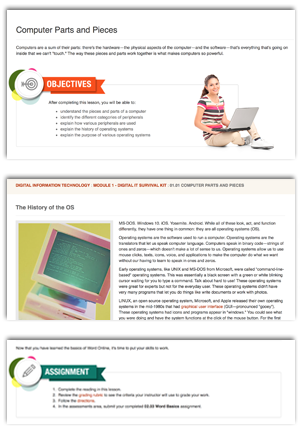 Computer Parts and Pieces
Computers are a sum of their parts: there's the hardware—the physical aspects of the computer—and the software—that's everything that's going on
inside that we can't "touch." The way these pieces and parts work together is what makes computers so powerful.
OBJECTIVES
After completing this lesson, you will be able to:
• understand the pieces and parts of a computer
• identify the different categories of peripherals
• explain how various peripherals are used
• explain the history of operating systems
• explain the purpose of various operating systems
DIGITAL INFORMATION TECHNOLOGY | MODULE 1 - DIGITAL IT SURVIVAL KIT | 01.01 COMPUTER PARTS AND PIECES
The History of the OS
MS-DOS. Windows 10. iOS. Yosemite. Android. While all of these look, act, and function
differently, they have one thing in common: they are all operating systems (OS).
Operating systems are the software used to run a computer. Operating systems are the
translators that let us speak computer language. Computers speak in binary code—strings of
ones and zeros—which doesn't make a lot of sense to us. Operating systems allow us to use
mouse clicks, texts, icons, voice, and applications to make the computer do what we want
without our having to learn to speak in ones and zeros.
Early operating systems, like UNIX and MS-DOS from Microsoft, were called "command-line
based" operating systems. This was essentially a black screen with a green or white blinking
cursor waiting for you to type a command. Talk about hard to use! These operating systems
were great for experts but not for the everyday user. These operating systems didn't have
very many programs that let you do things like write documents or work with photos.
LINUX, an open source operating system, Microsoft, and Apple released their own operating
systems in the mid-1980s that had graphical user interface (GUI—pronounced "gooey").
These operating systems had icons and programs appear in "windows." You could see what
you were doing and have the system functions at the click of the mouse button. For the first
Now that you have learned the basics of Word Online, it's time to put your skills to work.
ASSIGNMENT
1. Complete the reading in this lesson.
2. Review the grading rubric to see the criteria your instructor will use to grade your work.
3. Follow the directions.
4. In the assessments area, submit your completed 02.02 Word Basics assignment.